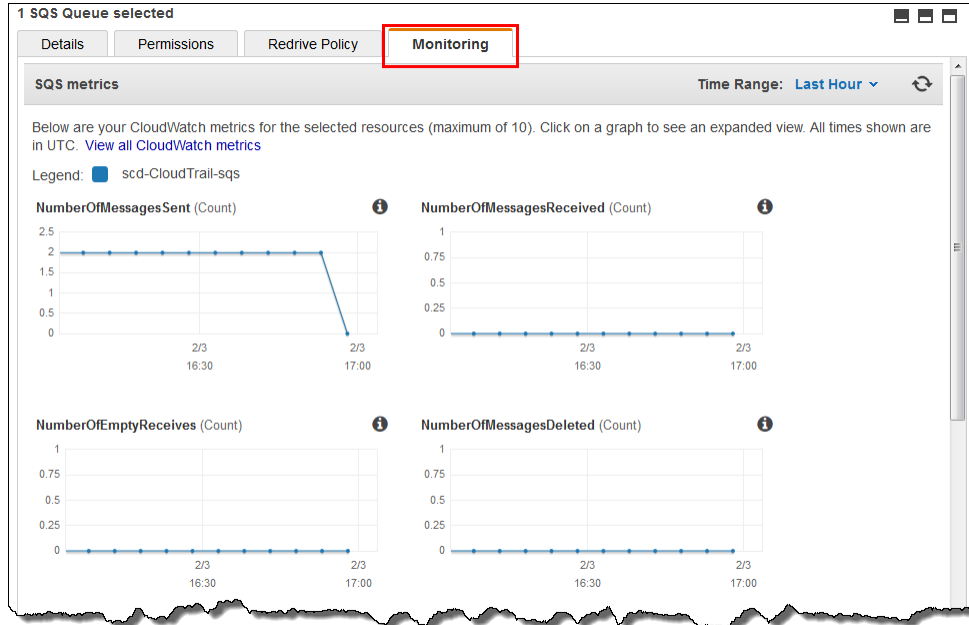 1 SQS Queue selected
Details Permissions Redrive Policy Monitoring
SQS metrics Time Range: Last Hour
Below are your CloudWatch metrics for the selected resources (maximum of 10). Click on a graph to see an expanded view. All times shown are
in UTC. View all CloudWatch metrics
Legend: scd-CloudTrail-sqs
NumberOfMessagesSent (Count)
2.5
2
1.5
1
0.5
0
2/3 2/3
16:30 17:00
NumberOfMessagesReceived (Count)
1
0.75
0.5
0.25
0
2/3 2/3
16:30 17:00
NumberOfEmptyReceives (Count)
1
0.75
0.5
0.25
0
2/3 2/3
16:30 17:00
NumberOfMessagesDeleted (Count)
1
0.75
0.5
0.25
0
2/3 2/3
16:30 17:00